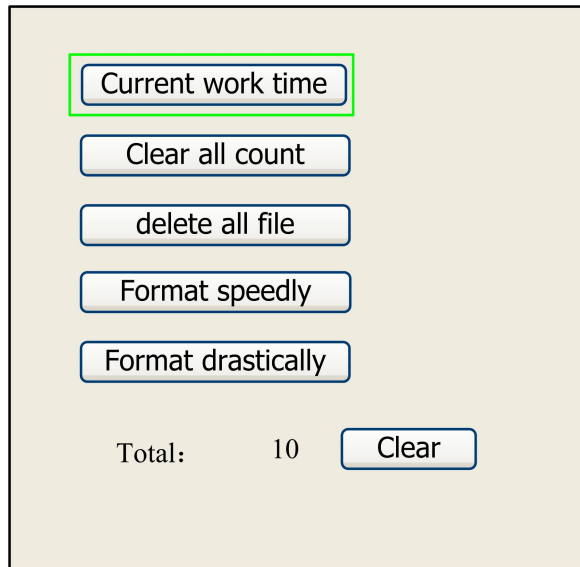 Current work time
Clear all count
delete all file
Format speedly
Format drastically
Total： 10 Clear